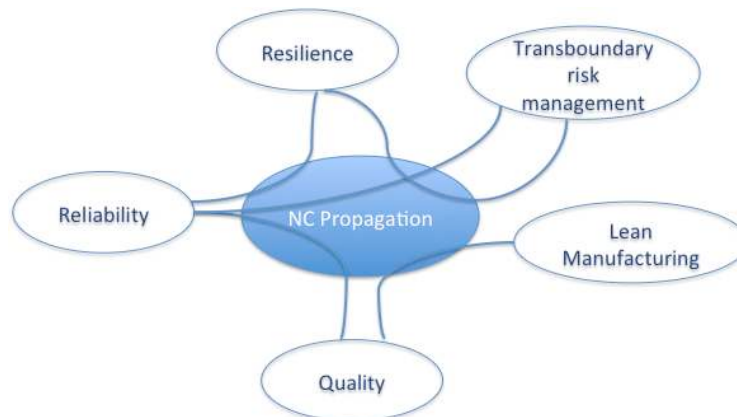 Resilience
Transboundary
risk
management
Reliability
NC Propagation
Lean
Manufacturing
Quality